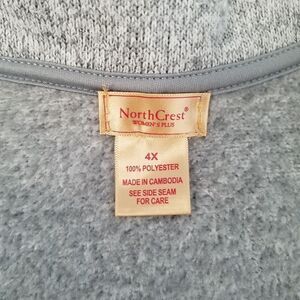 NorthCrest®
WOMEN'S PLUS
4X
100% POLYESTER
MADE IN CAMBODIA
SEE SIDE SEAM
FOR CARE